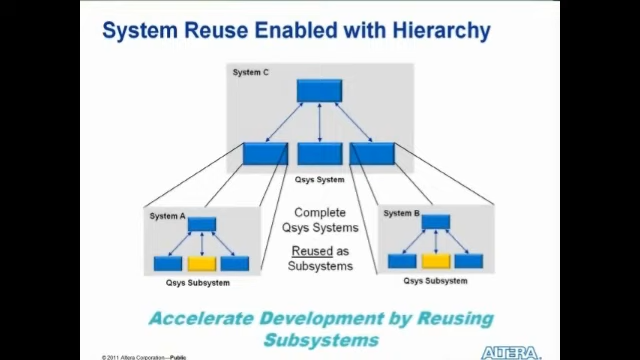 System Reuse Enabled with Hierarchy
System C
Qsys System
System A
Qsys Subsystem
Complete
Qsys Systems
Reused as
Subsystems
System B
Qsys Subsystem
Accelerate Development by Reusing
Subsystems
© 2011 Altera Corporation—Public
ALTERA